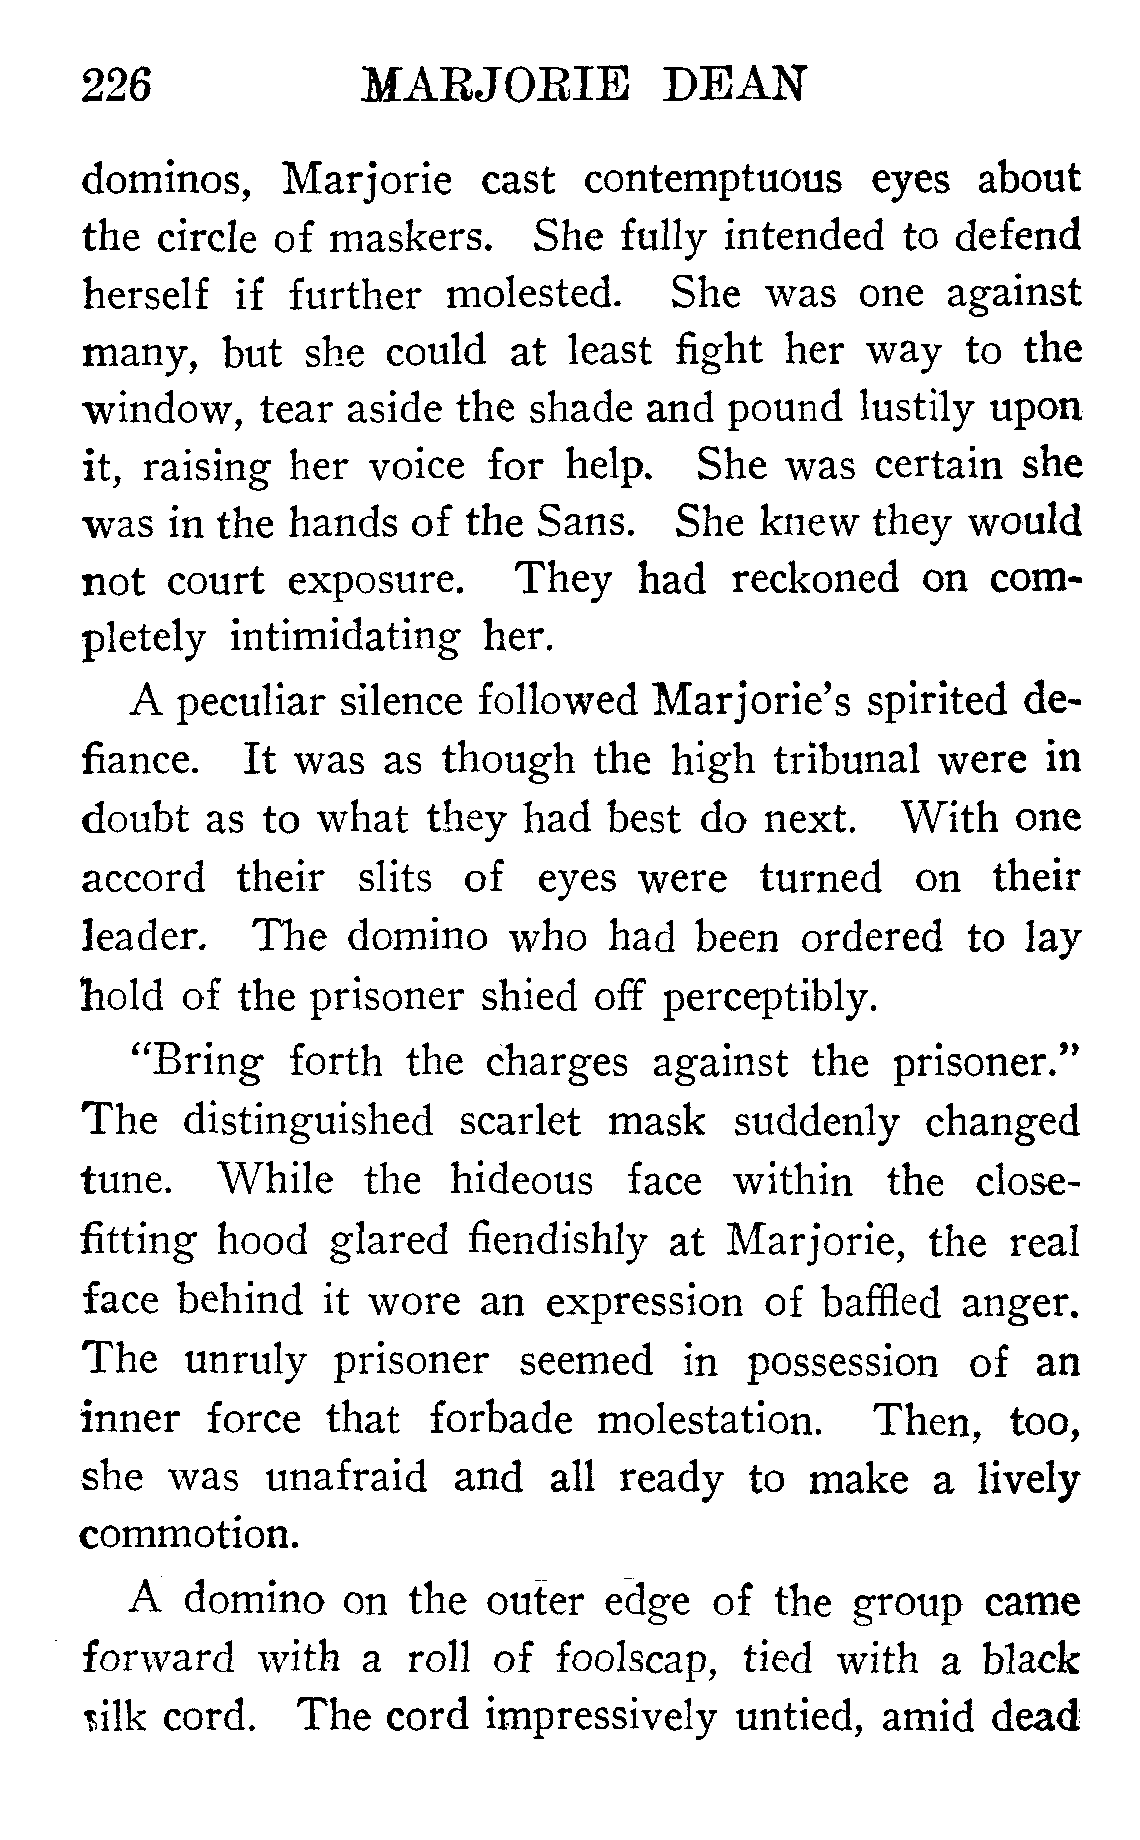 226 MARJORIE DEAN
dominos, Marjorie cast contemptuous eyes about
the circle of maskers. She fully intended to defend
herself if further molested. She was one against
many, but she could at least fight her way to the
window, tear aside the shade and pound lustily upon
it, raising her voice for help. She was certain she
was in the hands of the Sans. She knew they would
not court exposure. They had reckoned on com-
pletely intimidating her.
A peculiar silence followed Marjorie's spirited de-
fiance. It was as though the high tribunal were in
doubt as to what they had best do next. With one
accord their slits of eyes were turned on their
leader. The domino who had been ordered to lay
hold of the prisoner shied off perceptibly.
"Bring forth the charges against the prisoner."
The distinguished scarlet mask suddenly changed
tune. While the hideous face within the close-
fitting hood glared fiendishly at Marjorie, the real
face behind it wore an expression of baffled anger.
The unruly prisoner seemed in possession of an
inner force that forbade molestation. Then, too,
she was unafraid and all ready to make a lively
commotion.
A domino on the outer edge of the group came
forward with a roll of foolscap, tied with a black
silk cord. The cord impressively untied, amid dead